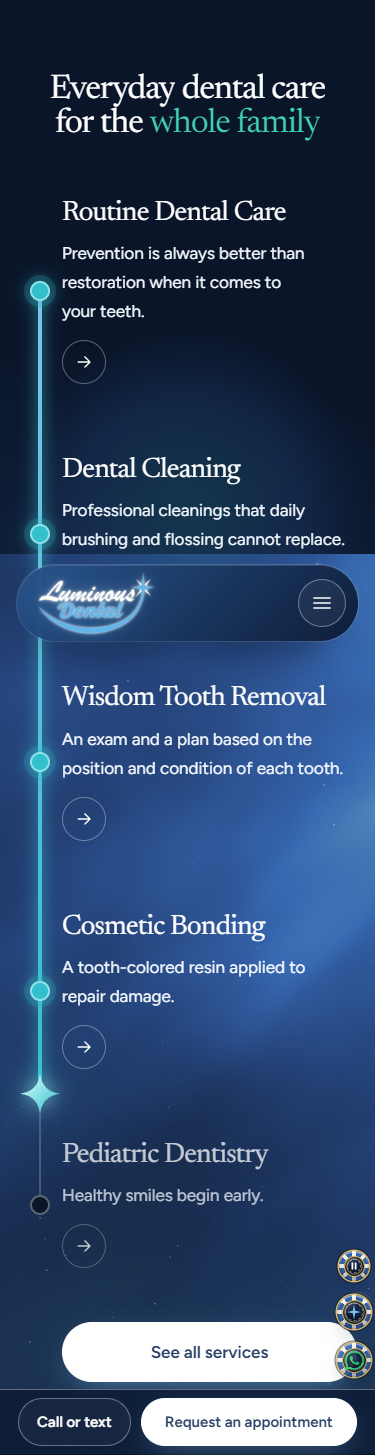 Everyday dental care
for the whole family
Routine Dental Care
Prevention is always better than
restoration when it comes to
your teeth.
Dental Cleaning
Professional cleanings that daily
brushing and flossing cannot replace.
Luminous
Dental
Wisdom Tooth Removal
An exam and a plan based on the
position and condition of each tooth.
Cosmetic Bonding
A tooth-colored resin applied to
repair damage.
Pediatric Dentistry
Healthy smiles begin early.
See all services
Call or text
Request an appointment